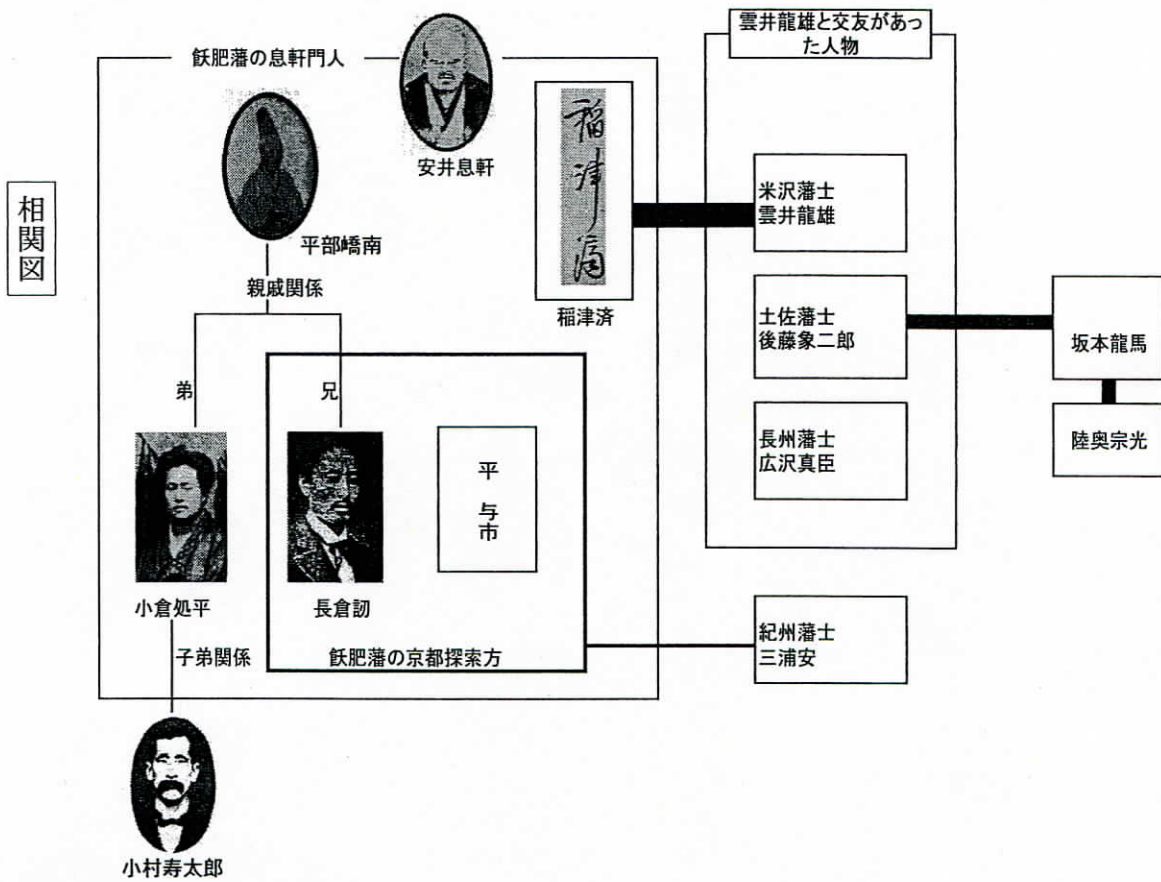 相関図
飫肥藩の息軒門人
安井息軒
平部嶠南
親戚関係
弟
兄
小倉処平
長倉訒
平 与市
飫肥藩の京都探索方
子弟関係
小村寿太郎
稲津済
稲津済
雲井龍雄と交友があっ
た人物
米沢藩士
雲井龍雄
土佐藩士
後藤象二郎
長州藩士
広沢真臣
紀州藩士
三浦安
坂本龍馬
陸奥宗光